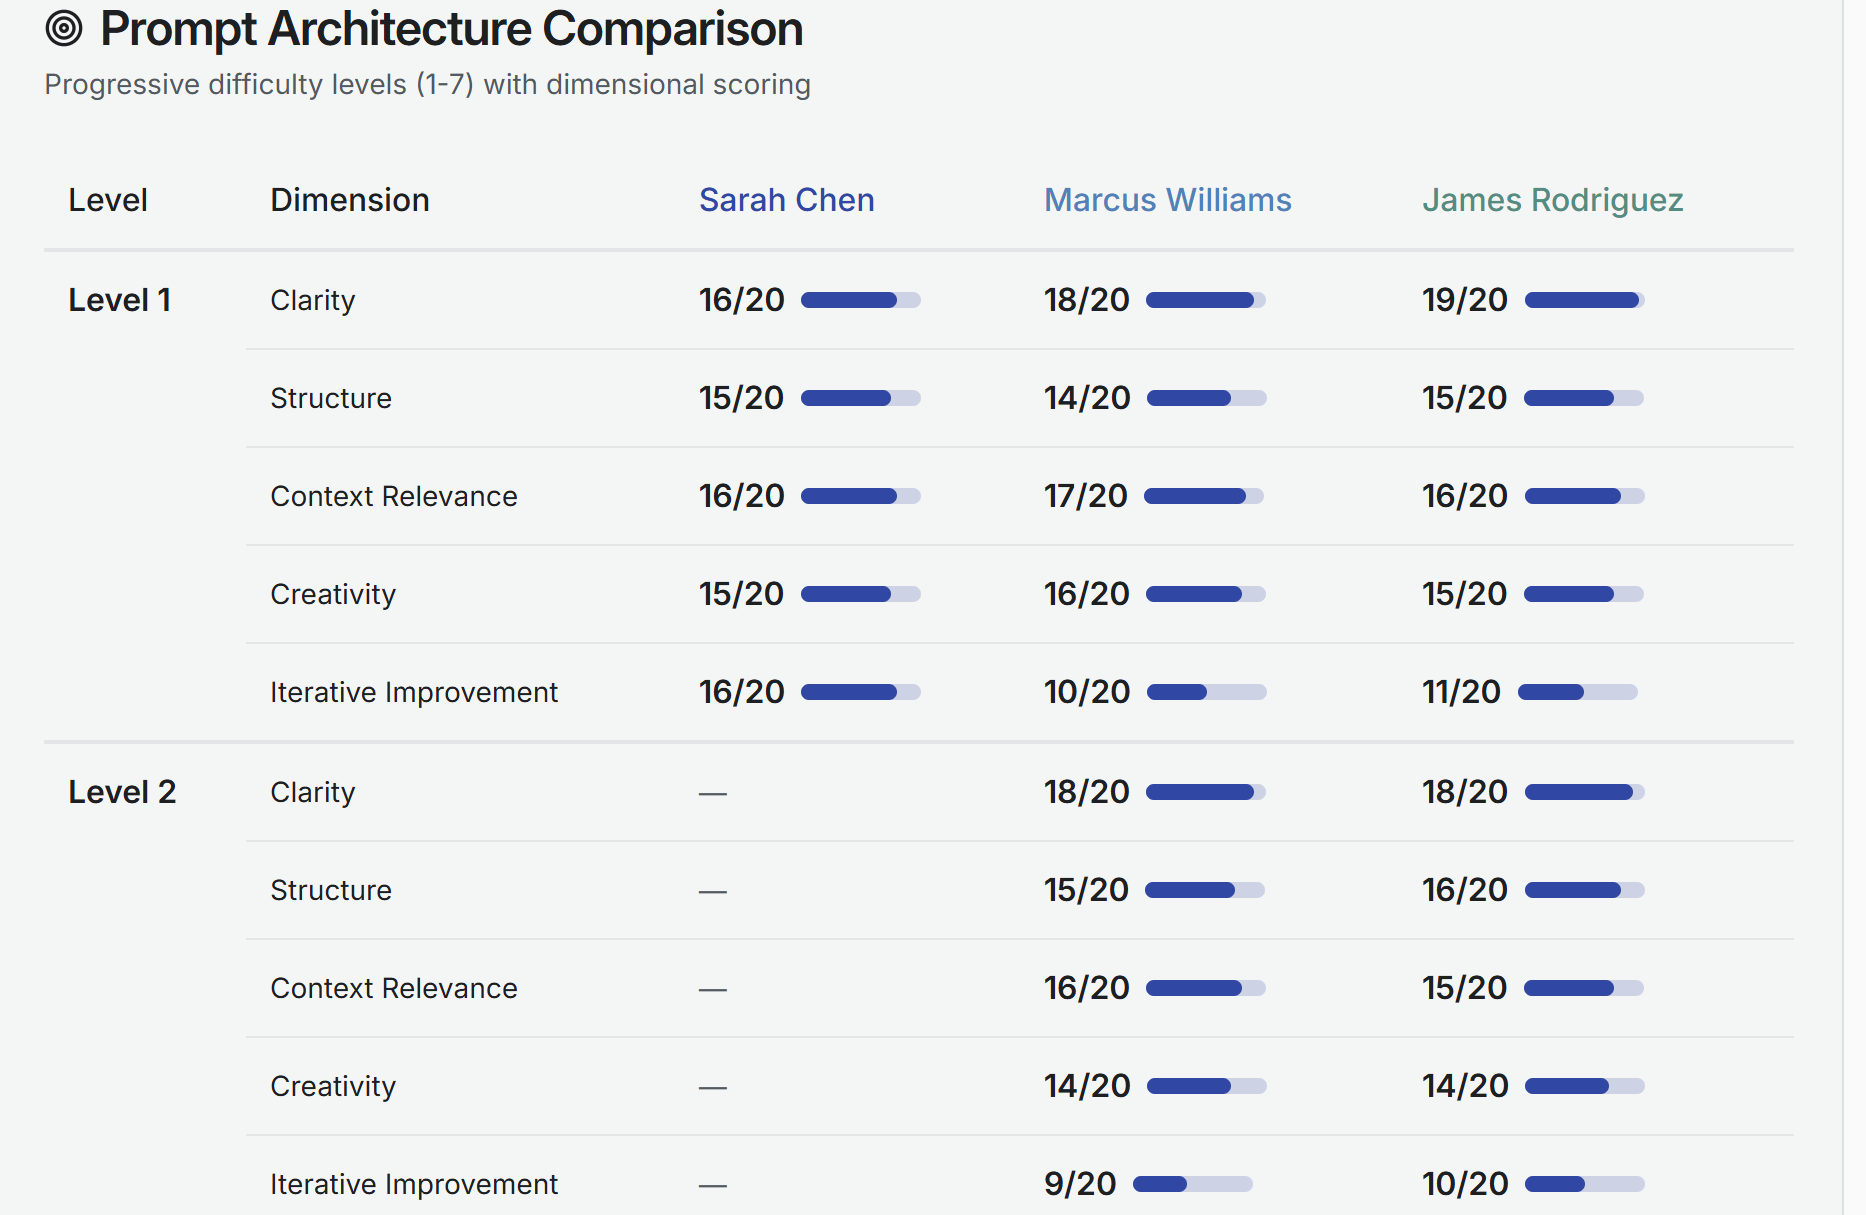 Prompt Architecture Comparison
Progressive difficulty levels (1-7) with dimensional scoring
Level Dimension Sarah Chen Marcus Williams James Rodriguez
Level 1 Clarity 16/20 18/20 19/20
Structure 15/20 14/20 15/20
Context Relevance 16/20 17/20 16/20
Creativity 15/20 16/20 15/20
Iterative Improvement 16/20 10/20 11/20
Level 2 Clarity — 18/20 18/20
Structure — 15/20 16/20
Context Relevance — 16/20 15/20
Creativity — 14/20 14/20
Iterative Improvement — 9/20 10/20